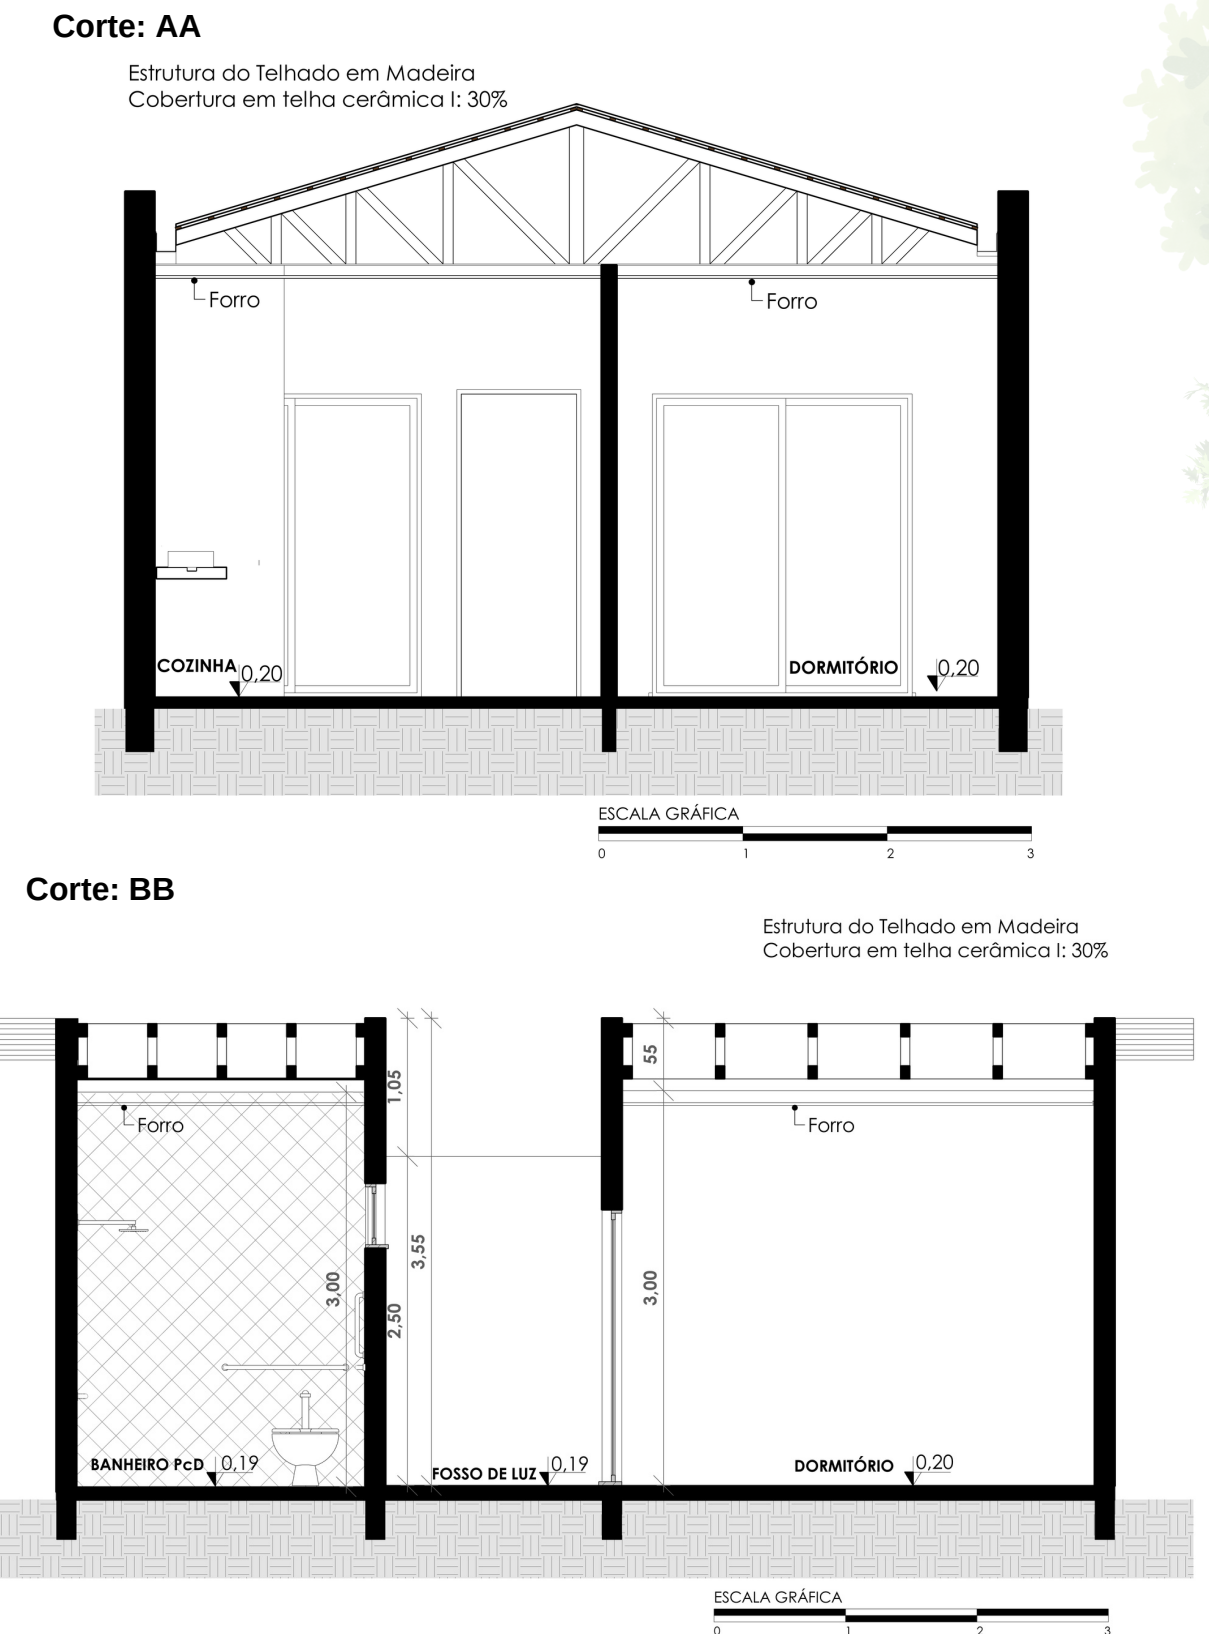 Corte: AA
Estrutura do Telhado em Madeira
Cobertura em telha cerâmica I: 30%
Forro
Forro
COZINHA
0,20
DORMITÓRIO
0,20
ESCALA GRÁFICA
0 1 2 3
Corte: BB
Estrutura do Telhado em Madeira
Cobertura em telha cerâmica I: 30%
55
1,05
Forro
Forro
3,55
3,00
2,50
3,00
BANHEIRO PcD
0,19
FOSSO DE LUZ
0,19
DORMITÓRIO
0,20
ESCALA GRÁFICA
0 1 2 3